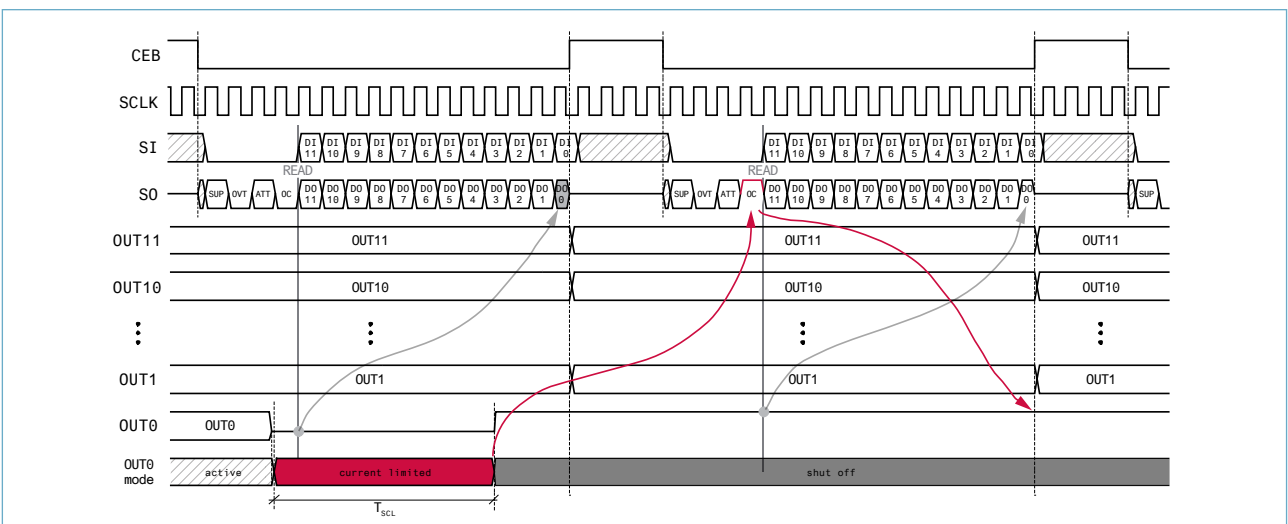 CEB
SCLK
SI DI 11 DI 10 DI 9 DI 8 DI 7 DI 6 DI 5 DI 4 DI 3 DI 2 DI 1 DI 0 DI 11 DI 10 DI 9 DI 8 DI 7 DI 6 DI 5 DI 4 DI 3 DI 2 DI 1 DI 0
READ READ
SO SUP OVT ATT OC DO 11 DO 10 DO 9 DO 8 DO 7 DO 6 DO 5 DO 4 DO 3 DO 2 DO 1 DO 0 SUP OVT ATT OC DO 11 DO 10 DO 9 DO 8 DO 7 DO 6 DO 5 DO 4 DO 3 DO 2 DO 1 DO 0 SUP
OUT11 OUT11 OUT11 OUT11
OUT10 OUT10 OUT10 OUT10
OUT1 OUT1 OUT1 OUT1
OUT0 OUT0
OUT0 mode active current limited shut off
TSCL